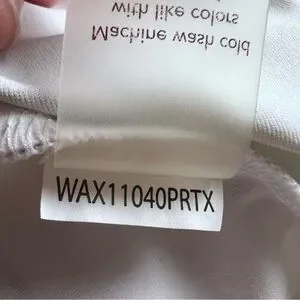 Machine wash cold
with like colors
WAX11040PRTX